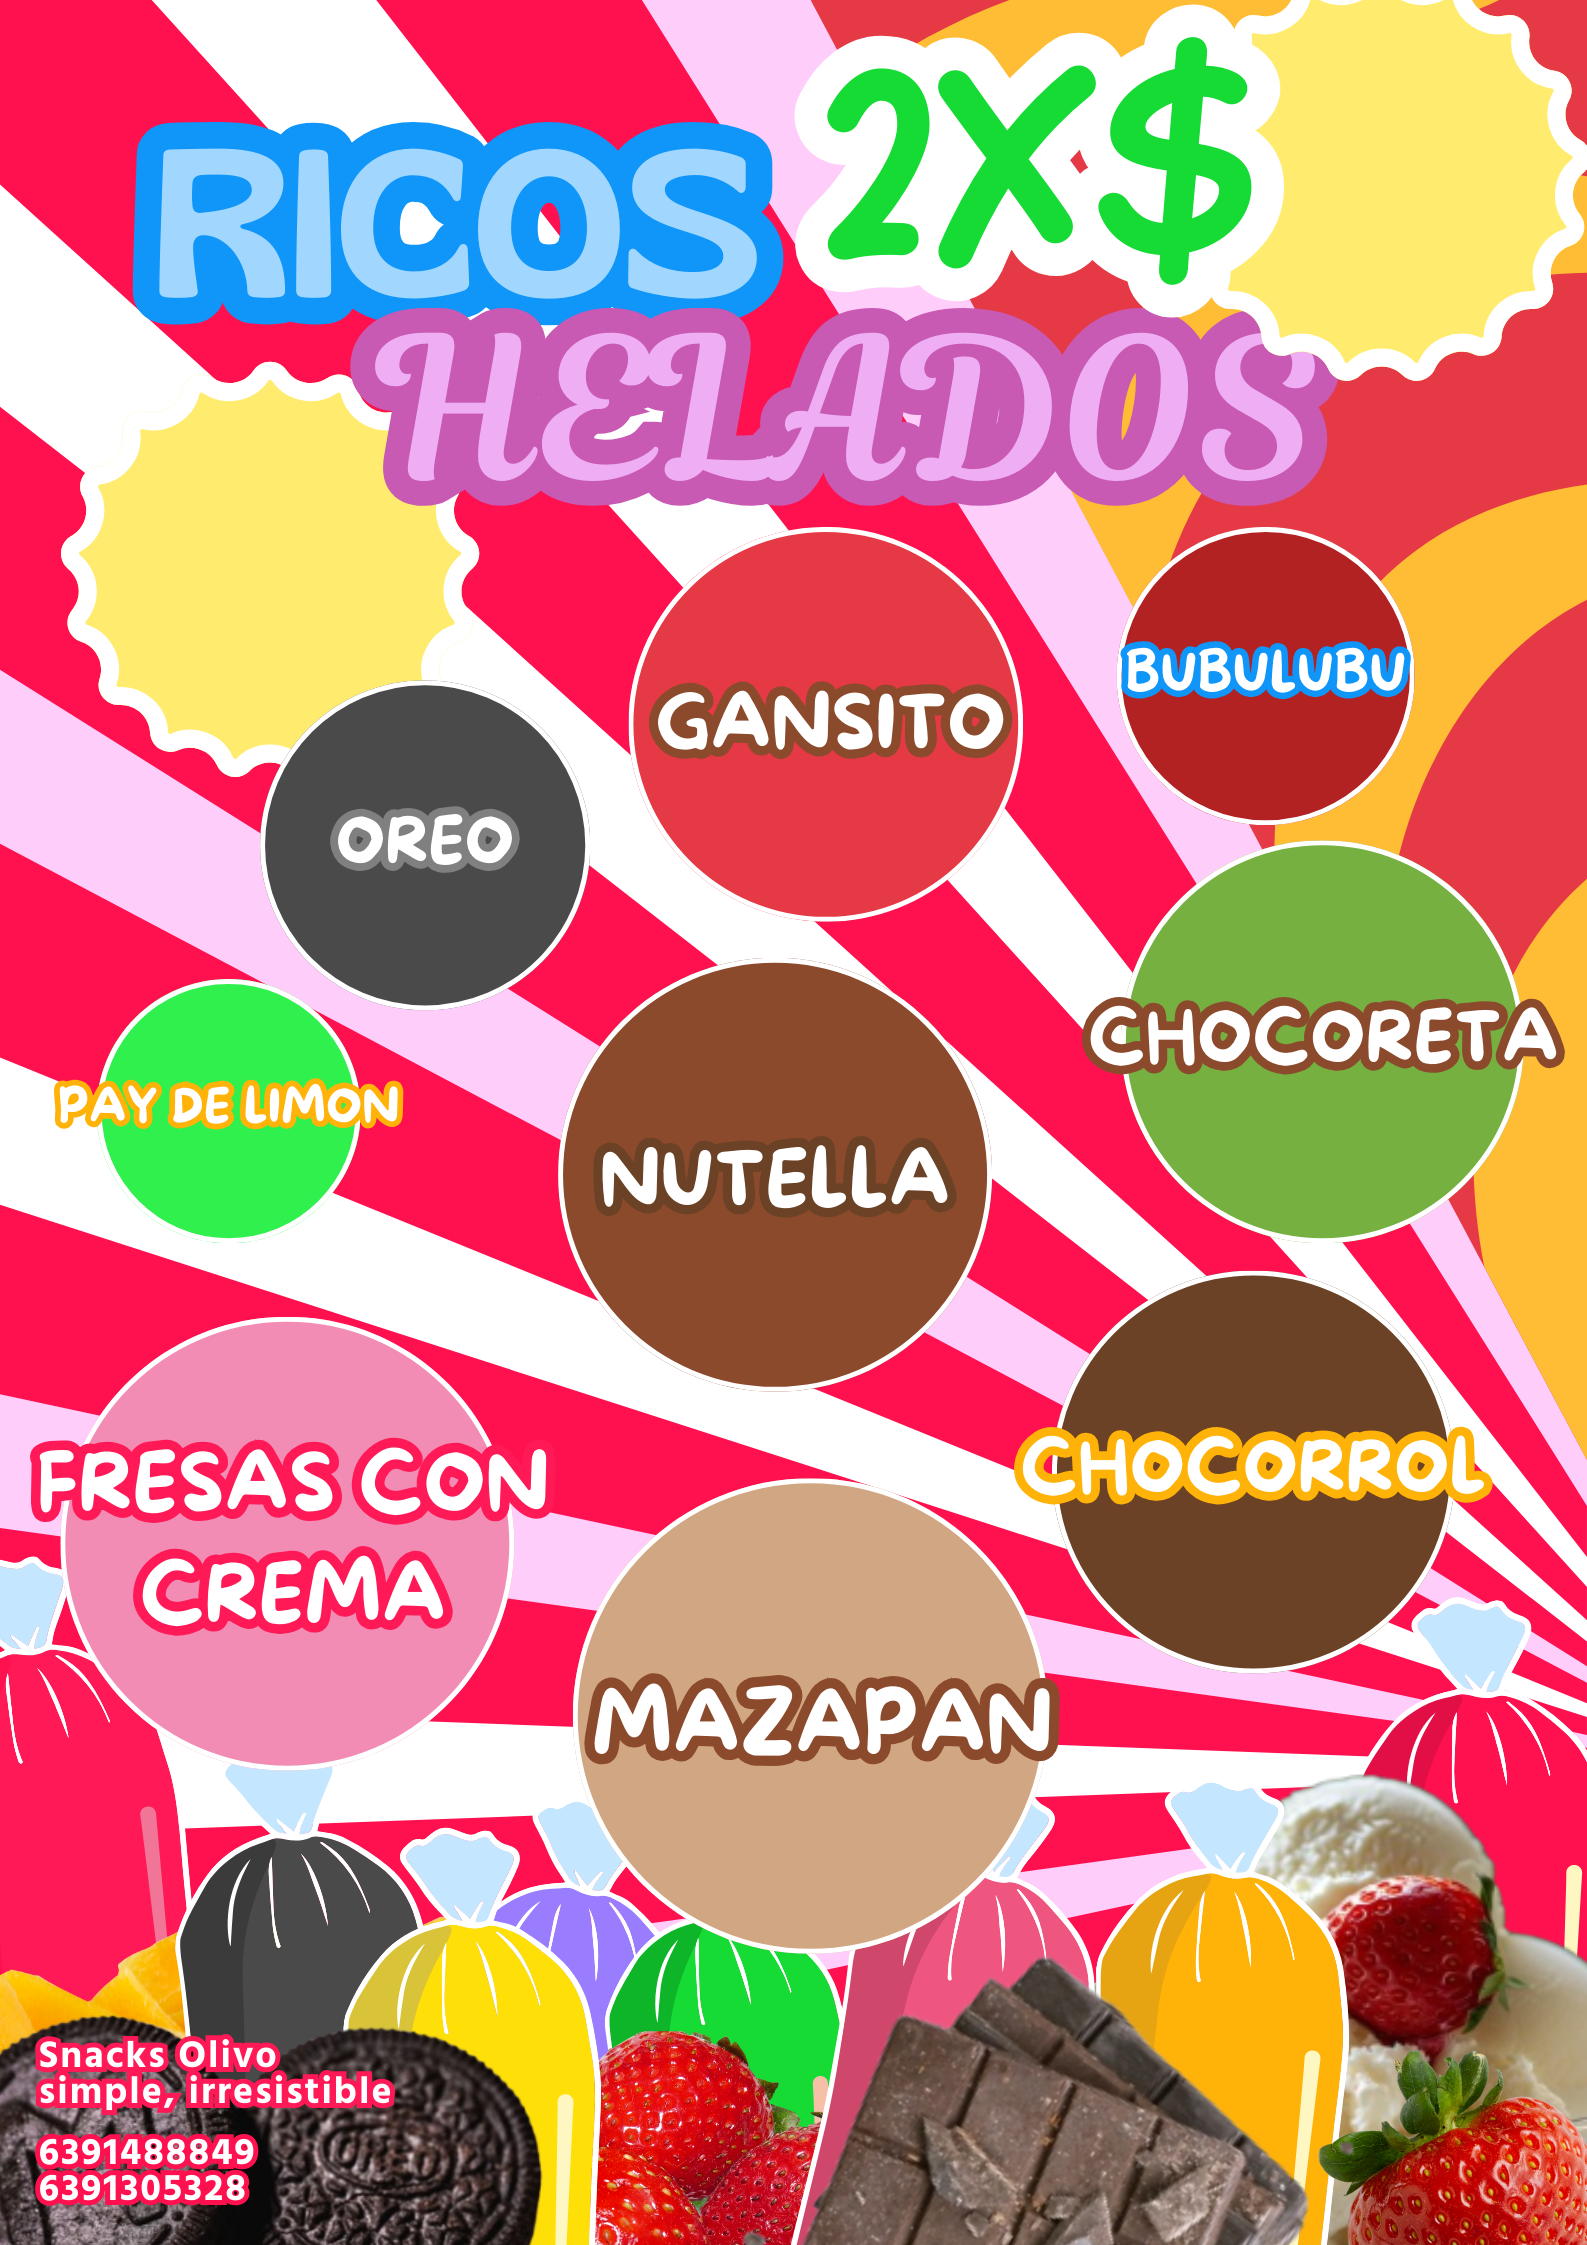 RICOS 2X$
HELADOS
GANSITO
BUBULUBU
OREO
CHOCORETA
PAY DE LIMON
NUTELLA
FRESAS CON
CREMA
CHOCORROL
MAZAPAN
Snacks Olivo
simple, irresistible
6391488849
6391305328